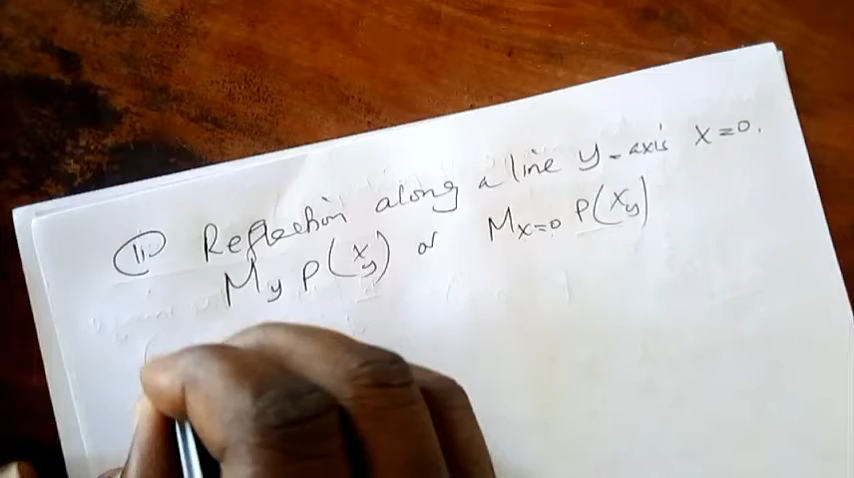 (ii) Reflection along a line y-axis x=0.
My P(x y) or Mx=0 P(x y)